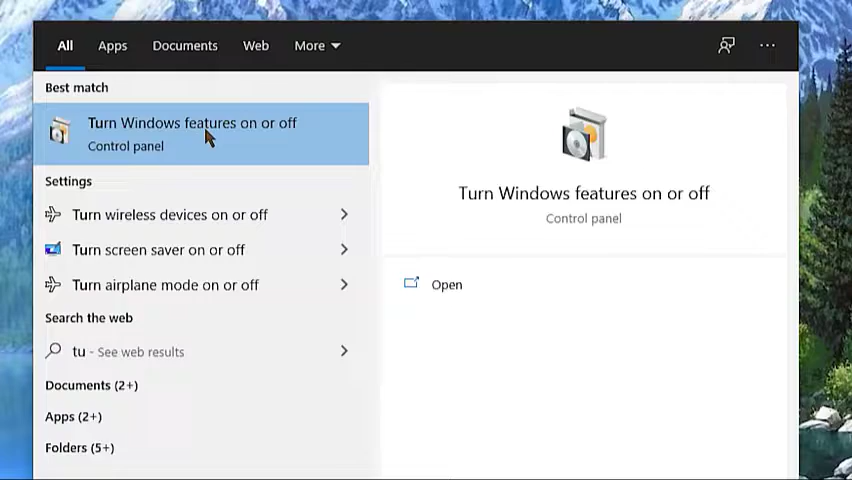 All Apps Documents Web More
Best match
Turn Windows features on or off
Control panel
Settings
Turn wireless devices on or off
Turn screen saver on or off
Turn airplane mode on or off
Search the web
tu - See web results
Documents (2+)
Apps (2+)
Folders (5+)
Turn Windows features on or off
Control panel
Open